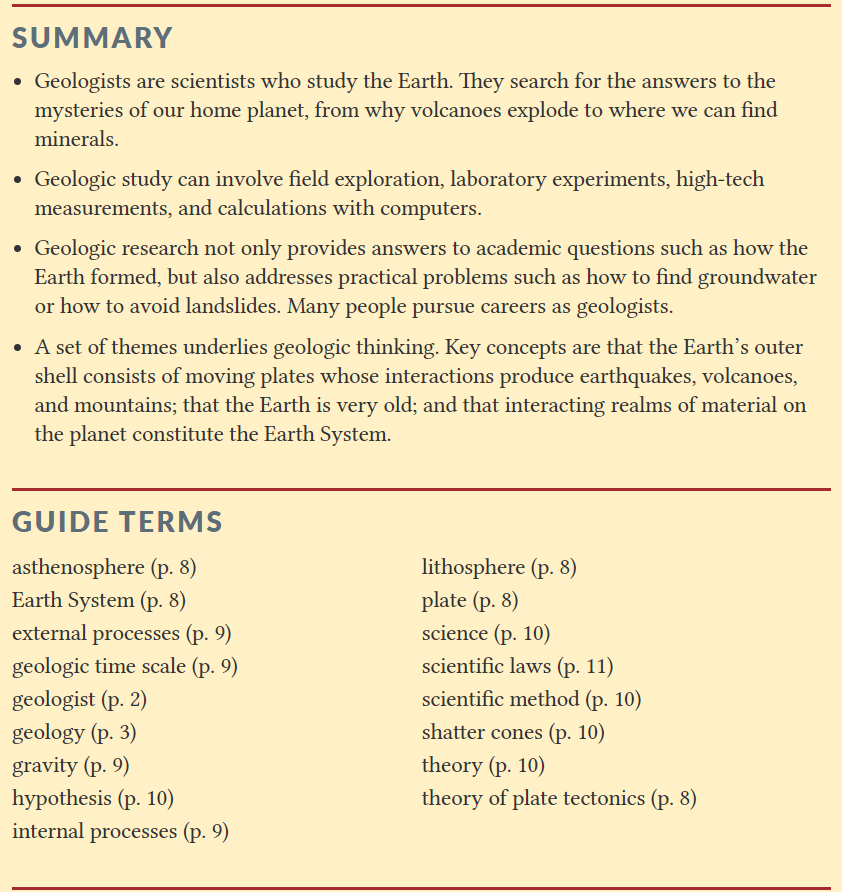 SUMMARY
• Geologists are scientists who study the Earth. They search for the answers to the
mysteries of our home planet, from why volcanoes explode to where we can find
minerals.
• Geologic study can involve field exploration, laboratory experiments, high-tech
measurements, and calculations with computers.
• Geologic research not only provides answers to academic questions such as how the
Earth formed, but also addresses practical problems such as how to find groundwater
or how to avoid landslides. Many people pursue careers as geologists.
• A set of themes underlies geologic thinking. Key concepts are that the Earth’s outer
shell consists of moving plates whose interactions produce earthquakes, volcanoes,
and mountains; that the Earth is very old; and that interacting realms of material on
the planet constitute the Earth System.
GUIDE TERMS
asthenosphere (p. 8)
Earth System (p. 8)
external processes (p. 9)
geologic time scale (p. 9)
geologist (p. 2)
geology (p. 3)
gravity (p. 9)
hypothesis (p. 10)
internal processes (p. 9)
lithosphere (p. 8)
plate (p. 8)
science (p. 10)
scientific laws (p. 11)
scientific method (p. 10)
shatter cones (p. 10)
theory (p. 10)
theory of plate tectonics (p. 8)